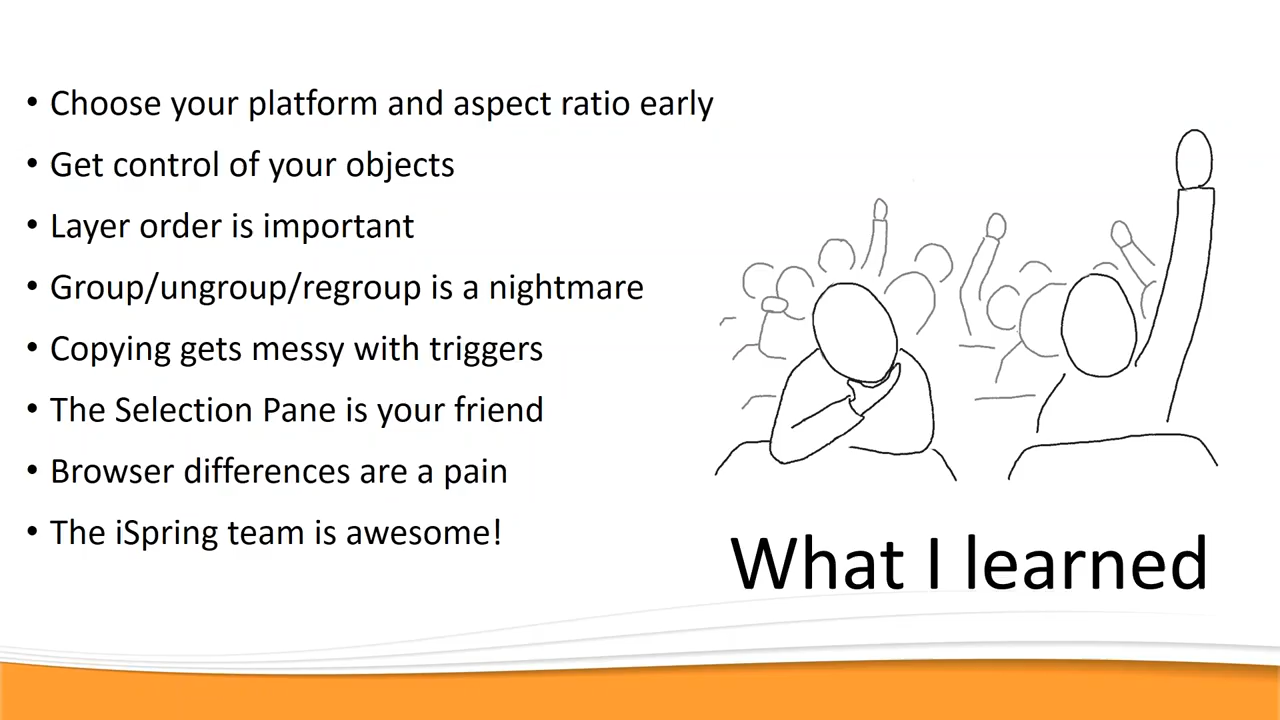 • Choose your platform and aspect ratio early
• Get control of your objects
• Layer order is important
• Group/ungroup/regroup is a nightmare
• Copying gets messy with triggers
• The Selection Pane is your friend
• Browser differences are a pain
• The iSpring team is awesome!
What I learned